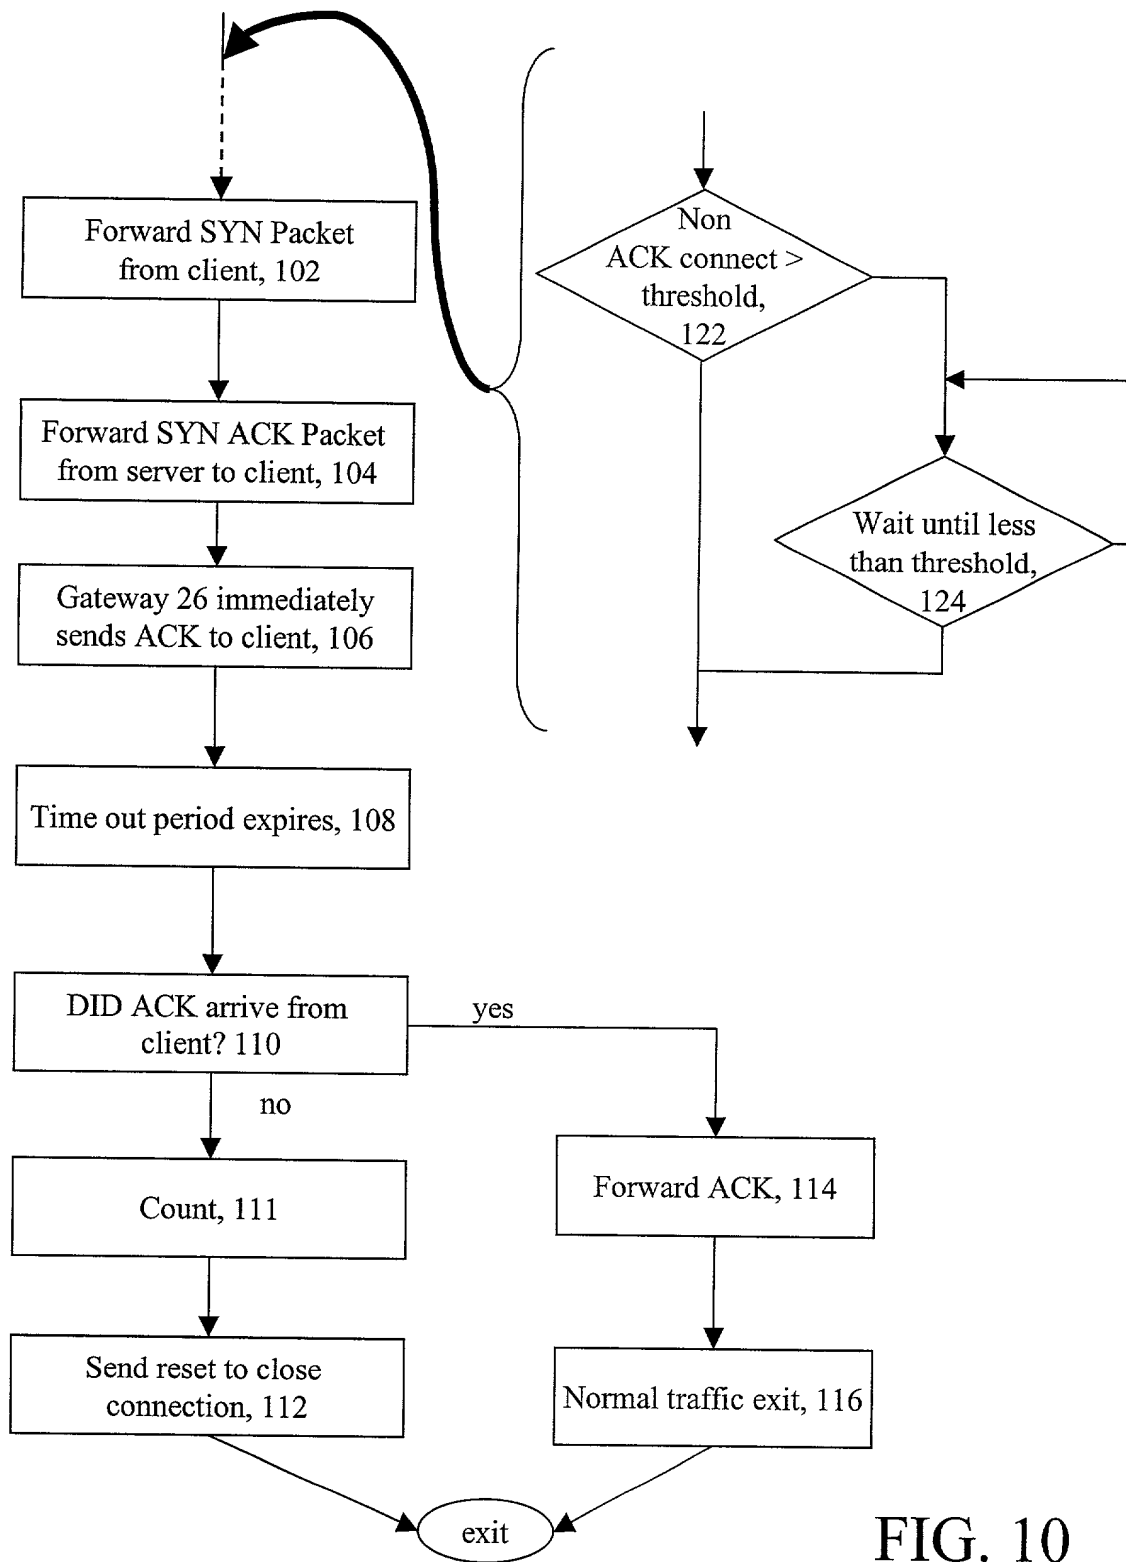 Forward SYN Packet
from client, 102
Forward SYN ACK Packet
from server to client, 104
Gateway 26 immediately
sends ACK to client, 106
Time out period expires, 108
DID ACK arrive from
client? 110
yes
no
Count, 111
Send reset to close
connection, 112
Forward ACK, 114
Normal traffic exit, 116
exit
Non
ACK connect >
threshold,
122
Wait until less
than threshold,
124
FIG. 10